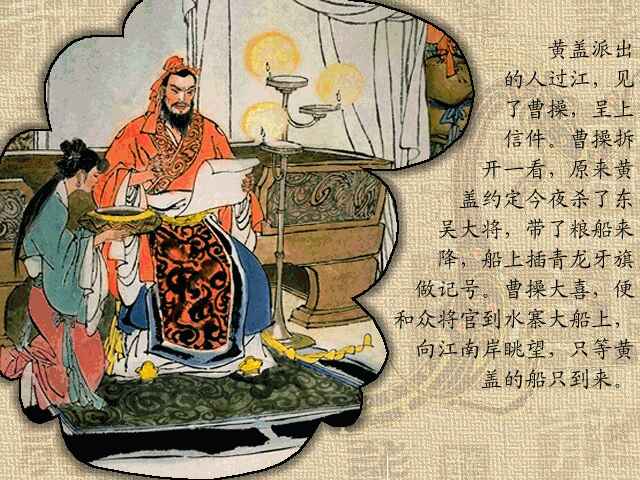 黄盖派出
的人过江，见
了曹操，呈上
信件。曹操拆
开一看，原来黄
盖约定今夜杀了东
吴大将，带了粮船来
降，船上插青龙牙旗
做记号。曹操大喜，便
和众将官到水寨大船上，
向江南岸眺望，只等黄
盖的船只到来。